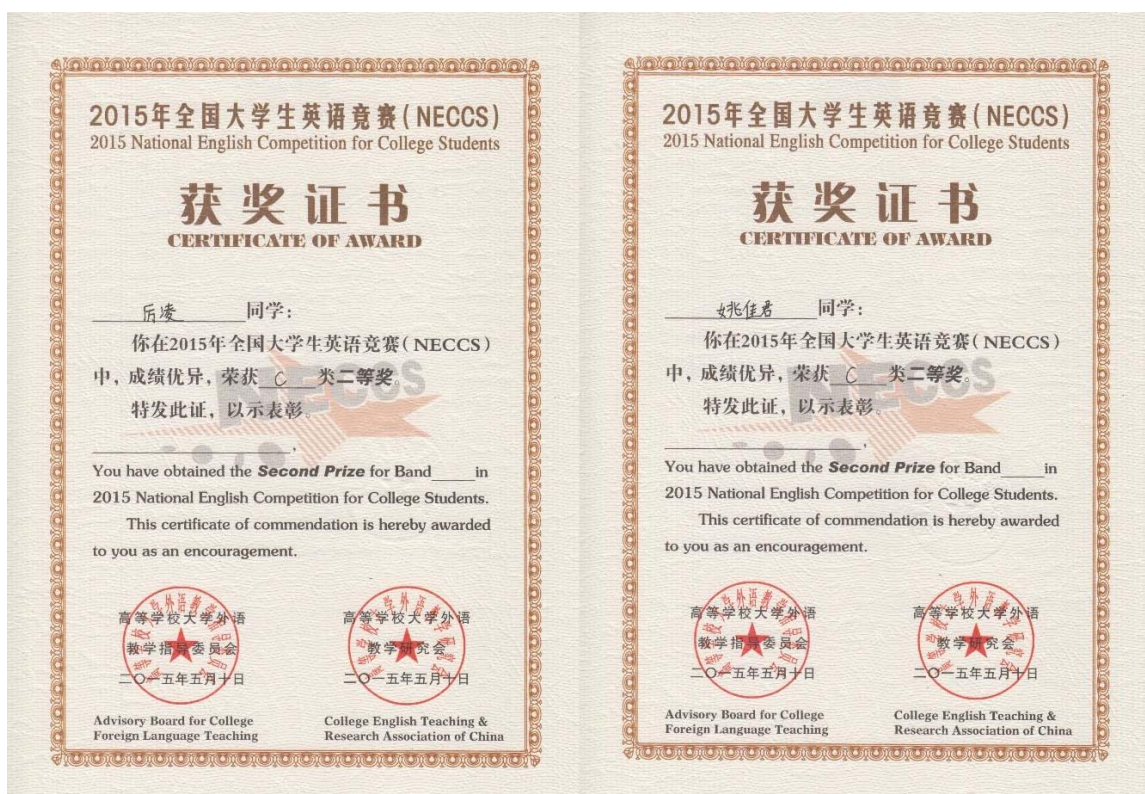 2015年全国大学生英语竞赛(NECCS)
2015 National English Competition for College Students
获奖证书
CERTIFICATE OF AWARD
凌 同学:
你在2015年全国大学生英语竞赛(NECCS)
中,成绩优异,荣获 C 类二等奖。
特发此证,以示表彰。
NECCS
You have obtained the Second Prize for Band____in
2015 National English Competition for College Students.
This certificate of commendation is hereby awarded
to you as an encouragement.
高等学校大学外语
教学指导委员会
二〇一五年五月十日
Advisory Board for College
Foreign Language Teaching
高等学校大学外语
教学研究会
二〇一五年五月十日
College English Teaching &
Research Association of China
2015年全国大学生英语竞赛(NECCS)
2015 National English Competition for College Students
获奖证书
CERTIFICATE OF AWARD
姚佳君 同学:
你在2015年全国大学生英语竞赛(NECCS)
中,成绩优异,荣获 C 类二等奖。
特发此证,以示表彰。
NECCS
You have obtained the Second Prize for Band____in
2015 National English Competition for College Students.
This certificate of commendation is hereby awarded
to you as an encouragement.
高等学校大学外语
教学指导委员会
二〇一五年五月十日
Advisory Board for College
Foreign Language Teaching
高等学校大学外语
教学研究会
二〇一五年五月十日
College English Teaching &
Research Association of China